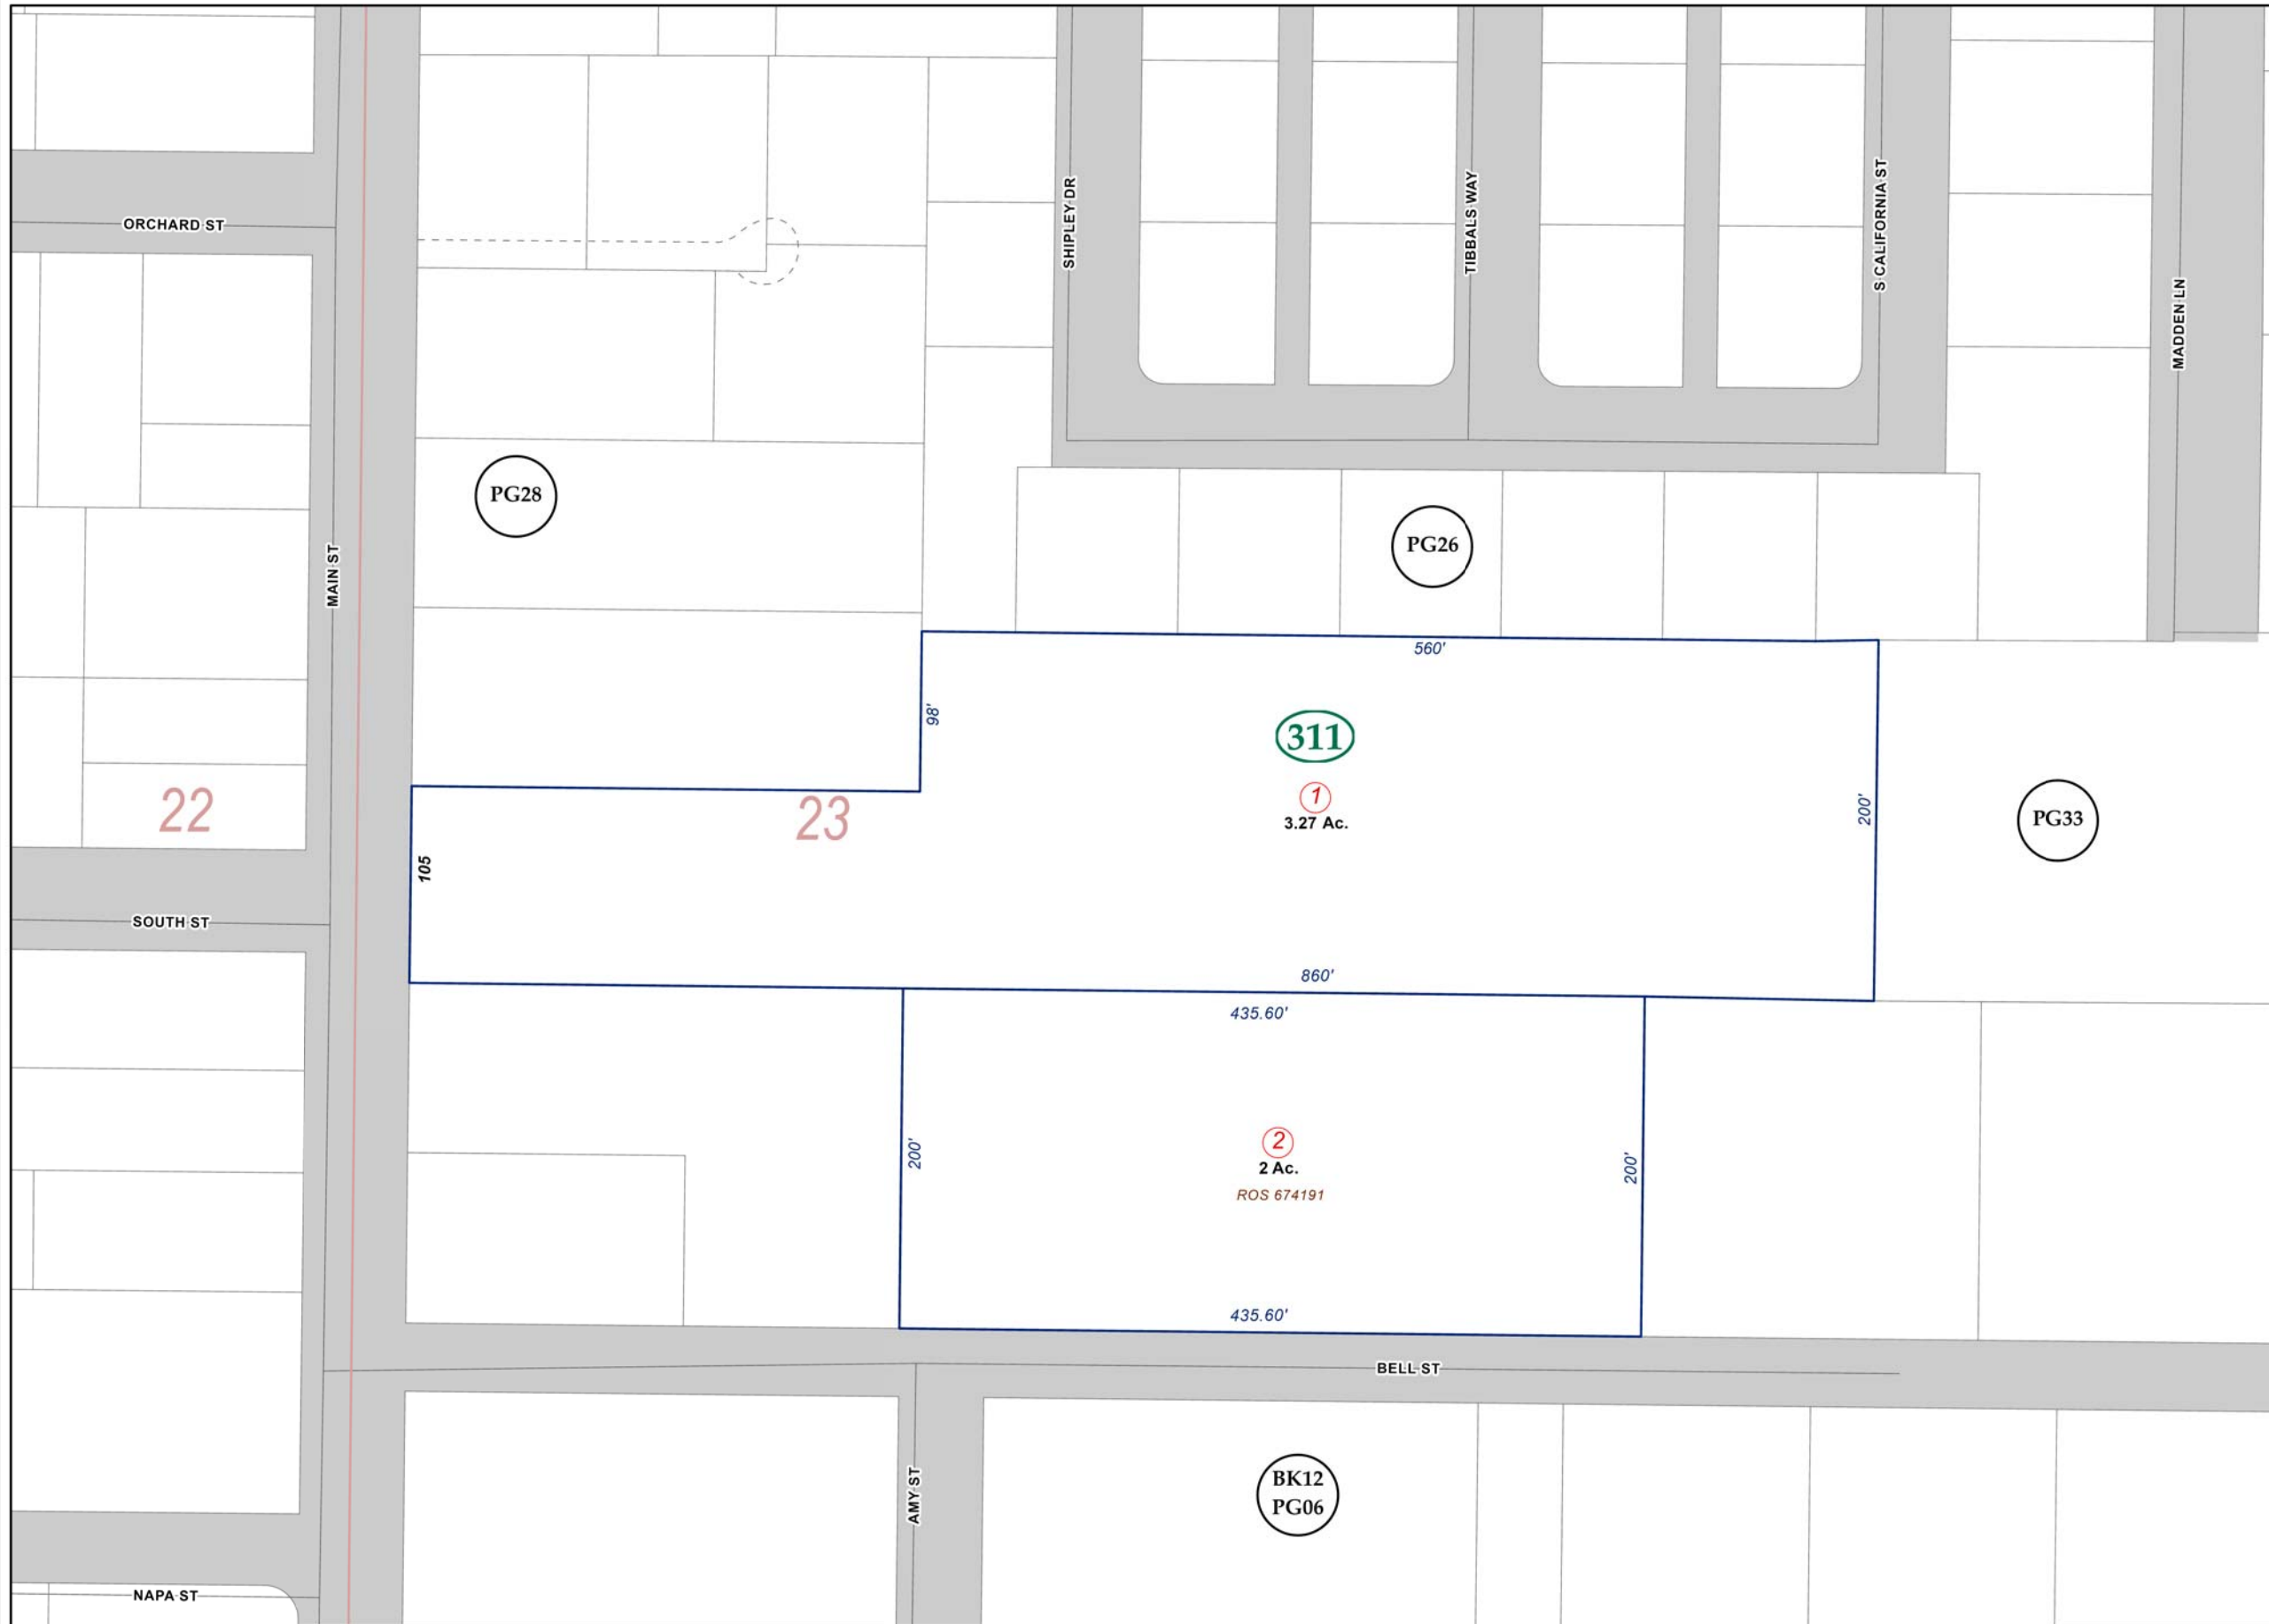 ORCHARD ST
SHIPLEY DR
TIBBALS WAY
S CALIFORNIA ST
MADDEN LN
PG28
PG26
MAIN ST
560'
98'
311
1
3.27 Ac.
22
23
200'
PG33
105
SOUTH ST
860'
435.60'
200'
2
2 Ac.
ROS 674191
200'
435.60'
BELL ST
AMY ST
BK12
PG06
NAPA ST